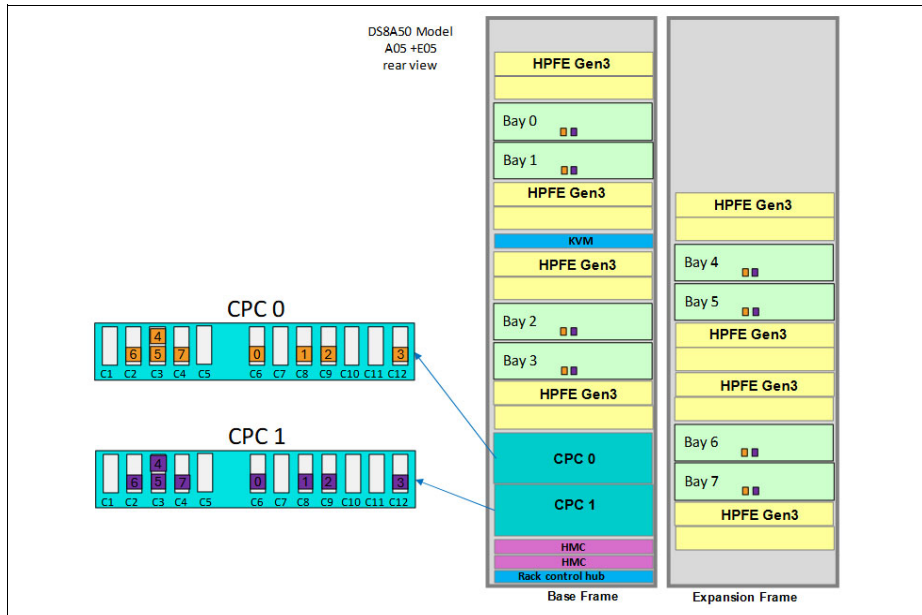 DS8A50 Model
A05 +E05
rear view
HPFE Gen3
Bay 0
Bay 1
HPFE Gen3
KVM
HPFE Gen3
Bay 2
Bay 3
HPFE Gen3
CPC 0
CPC 1
HMC
HMC
Rack control hub
Base Frame
HPFE Gen3
Bay 4
Bay 5
HPFE Gen3
HPFE Gen3
Bay 6
Bay 7
HPFE Gen3
Expansion Frame
CPC 0
4
6 5 7 0 1 2 3
C1 C2 C3 C4 C5 C6 C7 C8 C9 C10 C11 C12
CPC 1
4
6 5 7 0 1 2 3
C1 C2 C3 C4 C5 C6 C7 C8 C9 C10 C11 C12